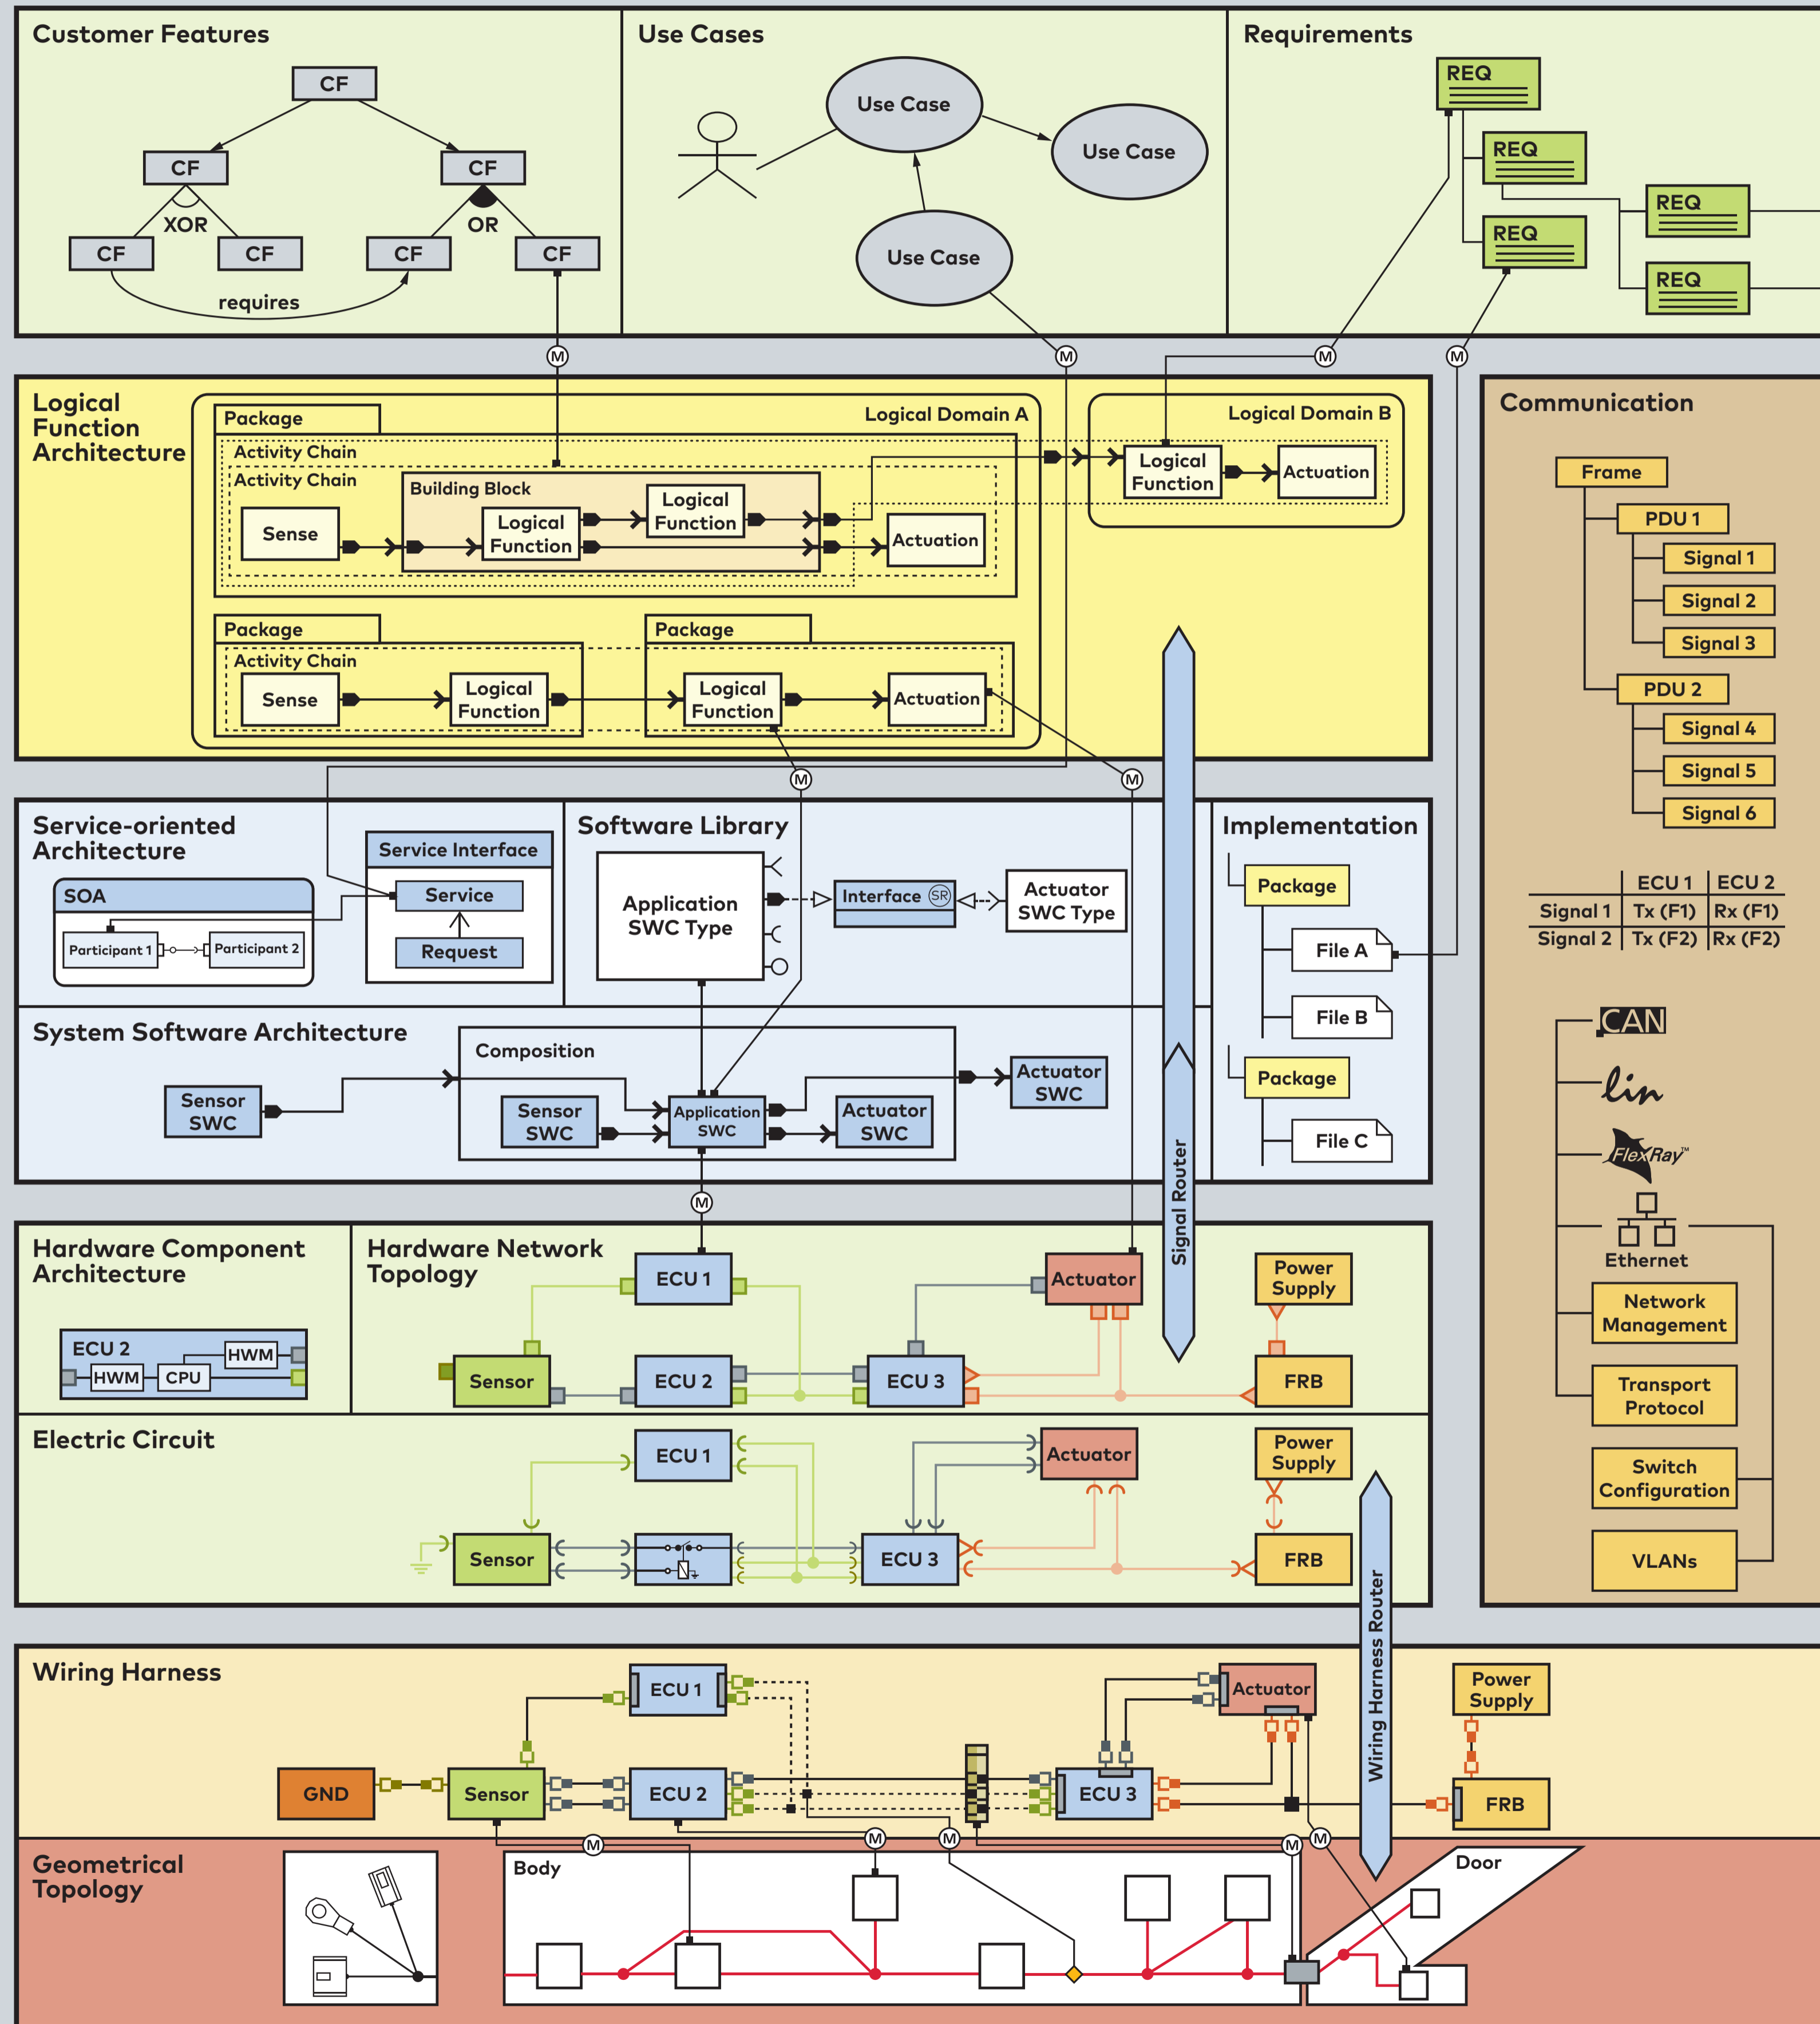 Customer Features
CF
CF
CF
XOR
OR
CF
CF
CF
CF
requires
Use Cases
Use Case
Use Case
Use Case
Requirements
REQ
REQ
REQ
REQ
REQ
M
M
M
M
Logical
Function
Architecture
Logical Domain A
Package
Activity Chain
Activity Chain
Building Block
Sense
Logical
Function
Logical
Function
Actuation
Logical Domain B
Logical
Function
Actuation
Package
Activity Chain
Sense
Logical
Function
Package
Logical
Function
Actuation
M
M
Service-oriented
Architecture
SOA
Participant 1
Participant 2
Service Interface
Service
Request
Software Library
Application
SWC Type
Interface
SR
Actuator
SWC Type
Implementation
Package
File A
File B
Package
File C
System Software Architecture
Composition
Sensor
SWC
Sensor
SWC
Application
SWC
Actuator
SWC
Actuator
SWC
M
Signal Router
Hardware Component
Architecture
ECU 2
HWM
HWM
CPU
Hardware Network
Topology
ECU 1
Actuator
Power
Supply
Sensor
ECU 2
ECU 3
FRB
Electric Circuit
ECU 1
Actuator
Power
Supply
Sensor
ECU 3
FRB
Communication
Frame
PDU 1
Signal 1
Signal 2
Signal 3
PDU 2
Signal 4
Signal 5
Signal 6
ECU 1 ECU 2
Signal 1 Tx (F1) Rx (F1)
Signal 2 Tx (F2) Rx (F2)
CAN
lin
FlexRay™
Ethernet
Network
Management
Transport
Protocol
Switch
Configuration
VLANs
Wiring Harness Router
Wiring Harness
ECU 1
Actuator
Power
Supply
GND
Sensor
ECU 2
ECU 3
FRB
M
M
M
M
M
Geometrical
Topology
Body
Door